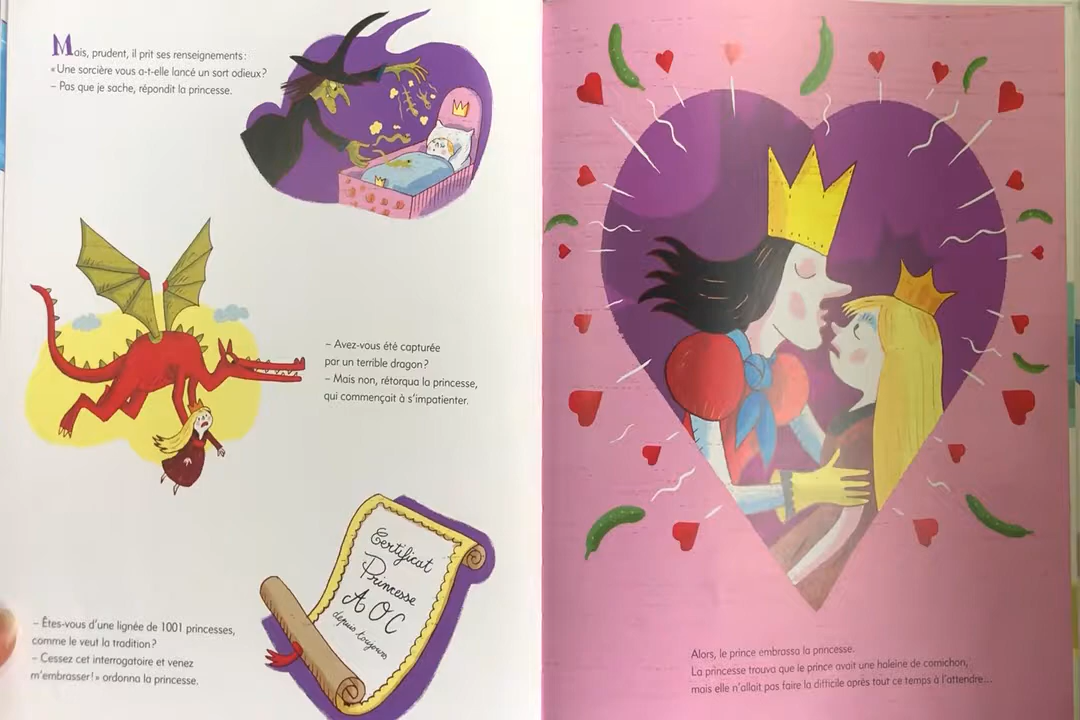 Mais, prudent, il prit ses renseignements :
« Une sorcière vous a-t-elle lancé un sort odieux ?
– Pas que je sache, répondit la princesse.
– Avez-vous été capturée
par un terrible dragon ?
– Mais non, rétorqua la princesse,
qui commençait à s'impatienter.
Certificat
Princesse
AOC
depuis toujours
– Êtes-vous d'une lignée de 1001 princesses,
comme le veut la tradition ?
– Cessez cet interrogatoire et venez
m'embrasser ! » ordonna la princesse.
Alors, le prince embrassa la princesse.
La princesse trouva que le prince avait une haleine de cornichon,
mais elle n'allait pas faire la difficile après tout ce temps à l'attendre...